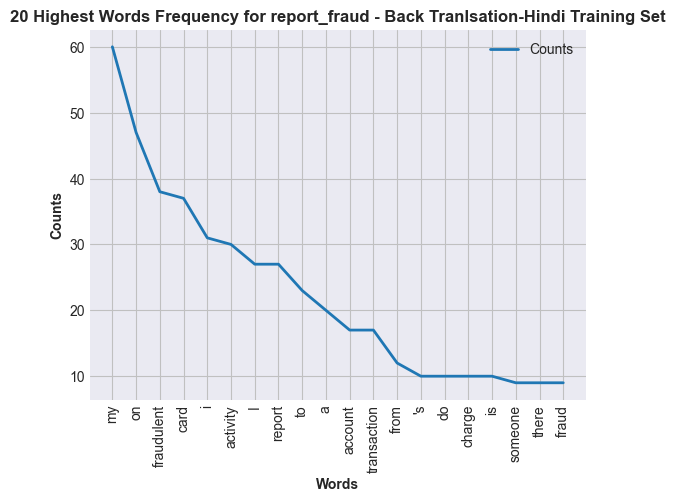 20 Highest Words Frequency for report_fraud - Back Tranlsation-Hindi Training Set
Counts
60
50
40
30
20
10
Counts
my
on
fraudulent
card
i
activity
I
report
to
a
account
transaction
from
's
do
charge
is
someone
there
fraud
Words